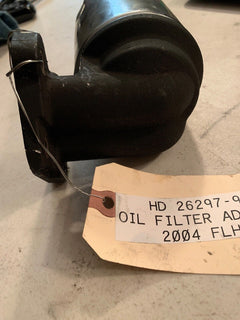 HD 26297-9
OIL FILTER AD
2004 FLH